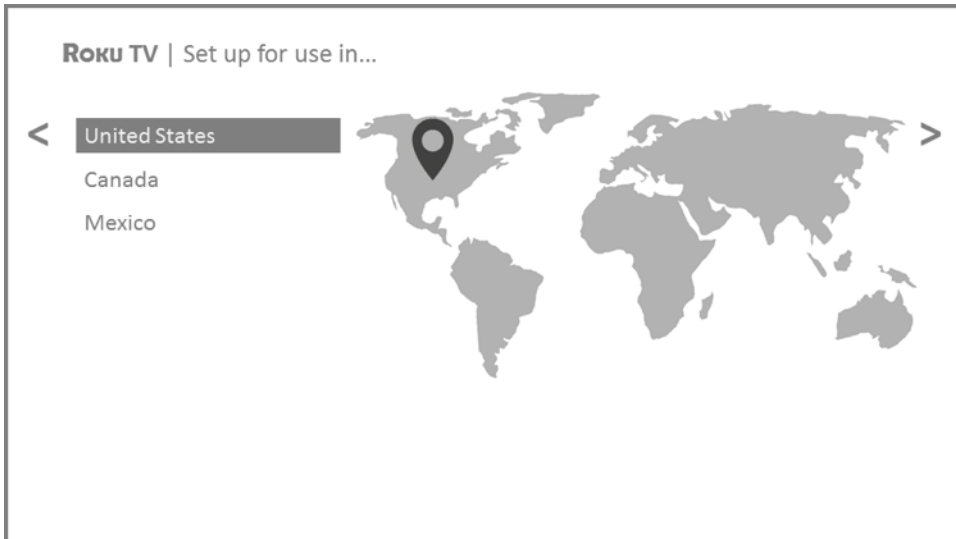 ROKU TV | Set up for use in...
< United States >
Canada
Mexico